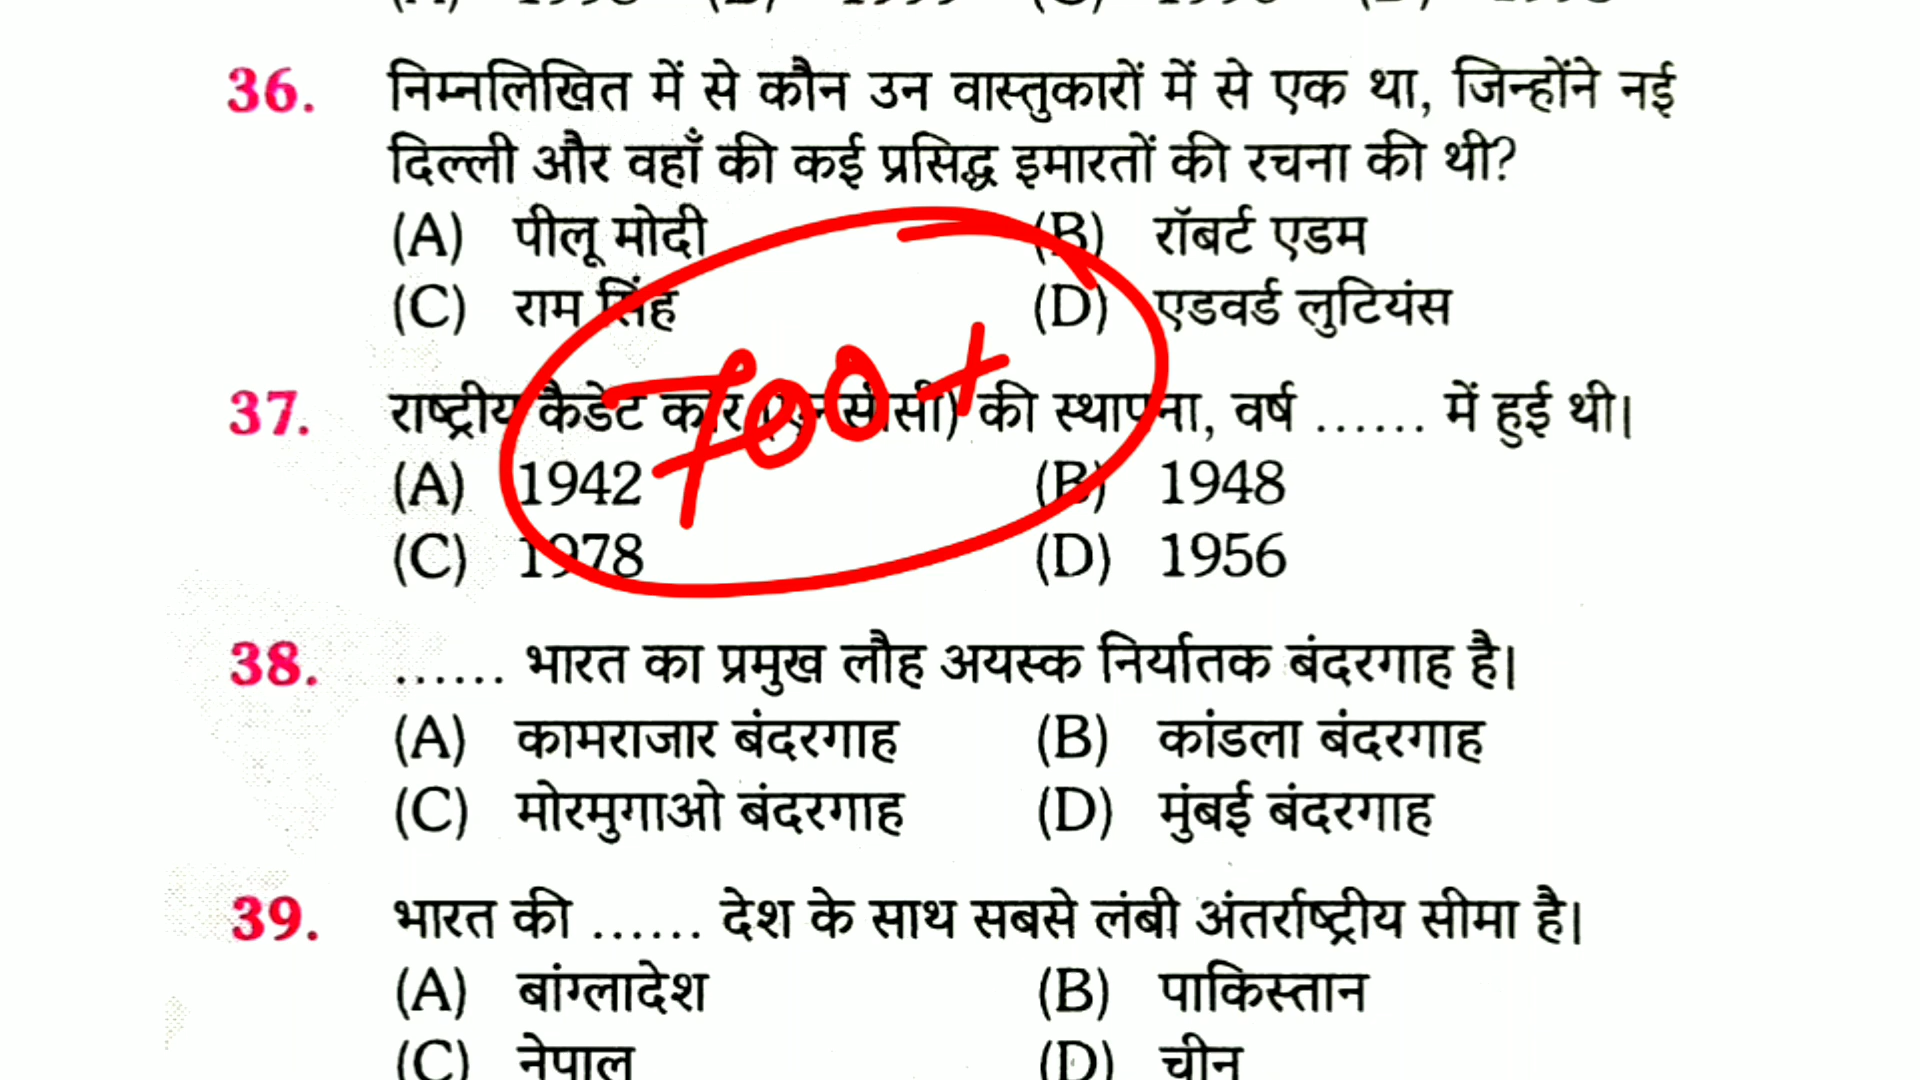 36. निम्नलिखित में से कौन उन वास्तुकारों में से एक था, जिन्होंने नई
दिल्ली और वहाँ की कई प्रसिद्ध इमारतों की रचना की थी?
(A) पीलू मोदी (B) रॉबर्ट एडम
(C) राम सिंह (D) एडवर्ड लुटियंस
700+
37. राष्ट्रीय कैडेट कोर (एनसीसी) की स्थापना, वर्ष ...... में हुई थी।
(A) 1942 (B) 1948
(C) 1978 (D) 1956
38. ...... भारत का प्रमुख लौह अयस्क निर्यातक बंदरगाह है।
(A) कामराजार बंदरगाह (B) कांडला बंदरगाह
(C) मोरमुगाओ बंदरगाह (D) मुंबई बंदरगाह
39. भारत की ...... देश के साथ सबसे लंबी अंतर्राष्ट्रीय सीमा है।
(A) बांग्लादेश (B) पाकिस्तान
(C) नेपाल (D) चीन